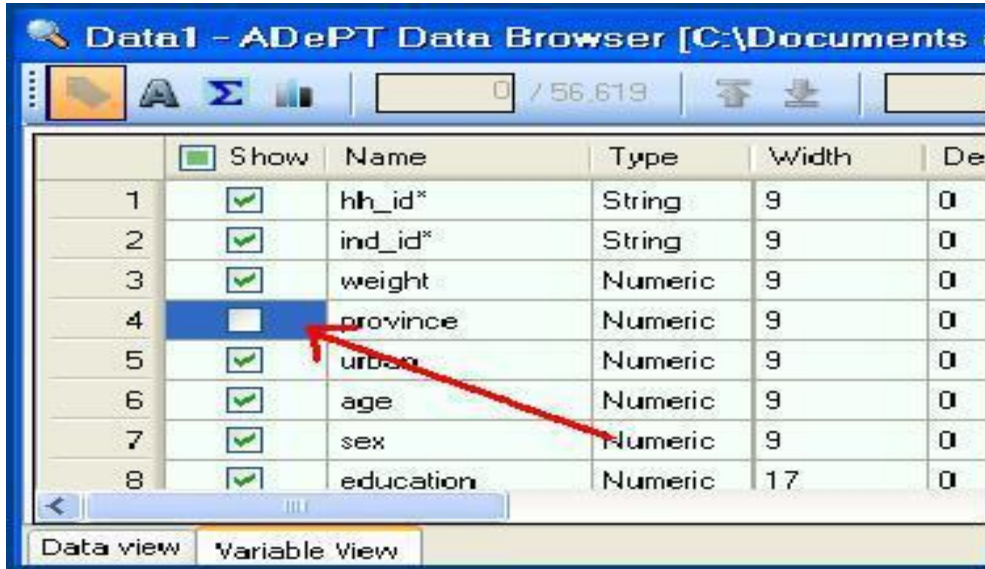 Data1 - ADePT Data Browser [C:\Documents
A Σ 0 / 56,619
Show Name Type Width De
1 hh_id* String 9 0
2 ind_id* String 9 0
3 weight Numeric 9 0
4 province Numeric 9 0
5 urban Numeric 9 0
6 age Numeric 9 0
7 sex Numeric 9 0
8 education Numeric 17 0
Data view Variable View